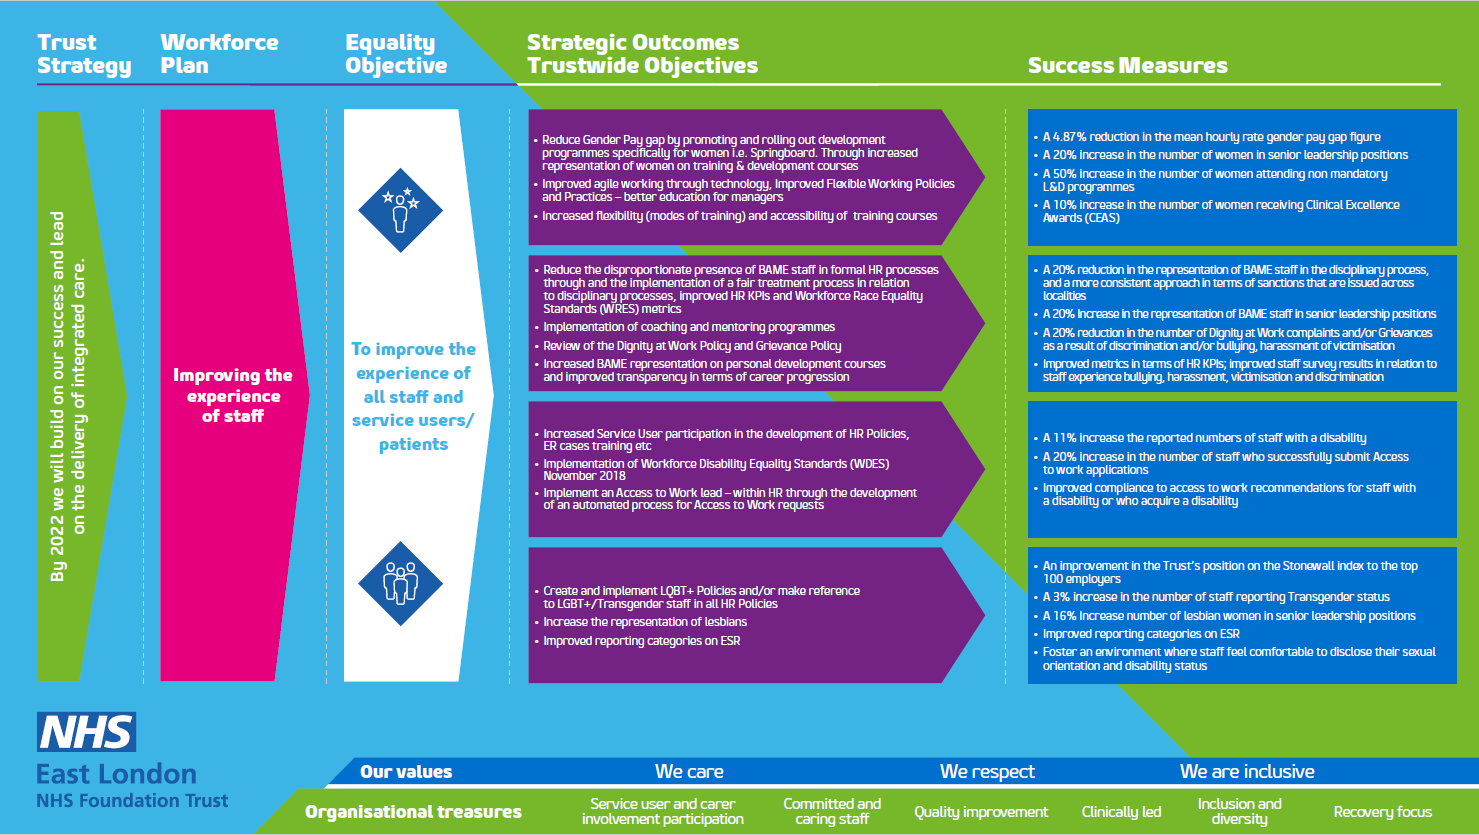 Trust
Strategy
Workforce
Plan
Equality
Objective
Strategic Outcomes
Trustwide Objectives
Success Measures
By 2022 we will build on our success and lead
on the delivery of integrated care.
Improving the
experience
of staff
To improve the
experience of
all staff and
service users/
patients
• Reduce Gender Pay gap by promoting and rolling out development
programmes specifically for women i.e. Springboard. Through increased
representation of women on training & development courses
• Improved agile working through technology, Improved Flexible Working Policies
and Practices – better education for managers
• Increased flexibility (modes of training) and accessibility of training courses
• A 4.87% reduction in the mean hourly rate gender pay gap figure
• A 20% increase in the number of women in senior leadership positions
• A 50% increase in the number of women attending non mandatory
L&D programmes
• A 10% increase in the number of women receiving Clinical Excellence
Awards (CEAS)
• Reduce the disproportionate presence of BAME staff in formal HR processes
through and the implementation of a fair treatment process in relation
to disciplinary processes, improved HR KPIs and Workforce Race Equality
Standards (WRES) metrics
• Implementation of coaching and mentoring programmes
• Review of the Dignity at Work Policy and Grievance Policy
• Increased BAME representation on personal development courses
and improved transparency in terms of career progression
• A 20% reduction in the representation of BAME staff in the disciplinary process,
and a more consistent approach in terms of sanctions that are issued across
localities
• A 20% Increase in the representation of BAME staff in senior leadership positions
• A 20% reduction in the number of Dignity at Work complaints and/or Grievances
as a result of discrimination and/or bullying, harassment of victimisation
• Improved metrics in terms of HR KPIs; improved staff survey results in relation to
staff experience bullying, harassment, victimisation and discrimination
• Increased Service User participation in the development of HR Policies,
ER cases training etc
• Implementation of Workforce Disability Equality Standards (WDES)
November 2018
• Implement an Access to Work lead – within HR through the development
of an automated process for Access to Work requests
• A 11% increase the reported numbers of staff with a disability
• A 20% increase in the number of staff who successfully submit Access
to work applications
• Improved compliance to access to work recommendations for staff with
a disability or who acquire a disability
• Create and implement LQBT+ Policies and/or make reference
to LGBT+/Transgender staff in all HR Policies
• Increase the representation of lesbians
• Improved reporting categories on ESR
• An improvement in the Trust's position on the Stonewall index to the top
100 employers
• A 3% increase in the number of staff reporting Transgender status
• A 16% Increase number of lesbian women in senior leadership positions
• Improved reporting categories on ESR
• Foster an environment where staff feel comfortable to disclose their sexual
orientation and disability status
NHS
East London
NHS Foundation Trust
Our values
We care
We respect
We are inclusive
Organisational treasures
Service user and carer
involvement participation
Committed and
caring staff
Quality improvement
Clinically led
Inclusion and
diversity
Recovery focus